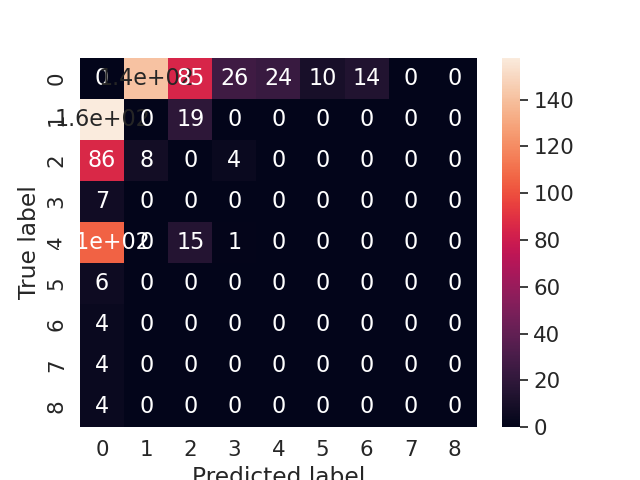 0 0 1.4e+02 85 26 24 10 14 0 0
1 1.6e+02 0 19 0 0 0 0 0 0
2 86 8 0 4 0 0 0 0 0
3 7 0 0 0 0 0 0 0 0
4 1e+02 0 15 1 0 0 0 0 0
5 6 0 0 0 0 0 0 0 0
6 4 0 0 0 0 0 0 0 0
7 4 0 0 0 0 0 0 0 0
8 4 0 0 0 0 0 0 0 0
0 1 2 3 4 5 6 7 8
Predicted label
True label
140
120
100
80
60
40
20
0